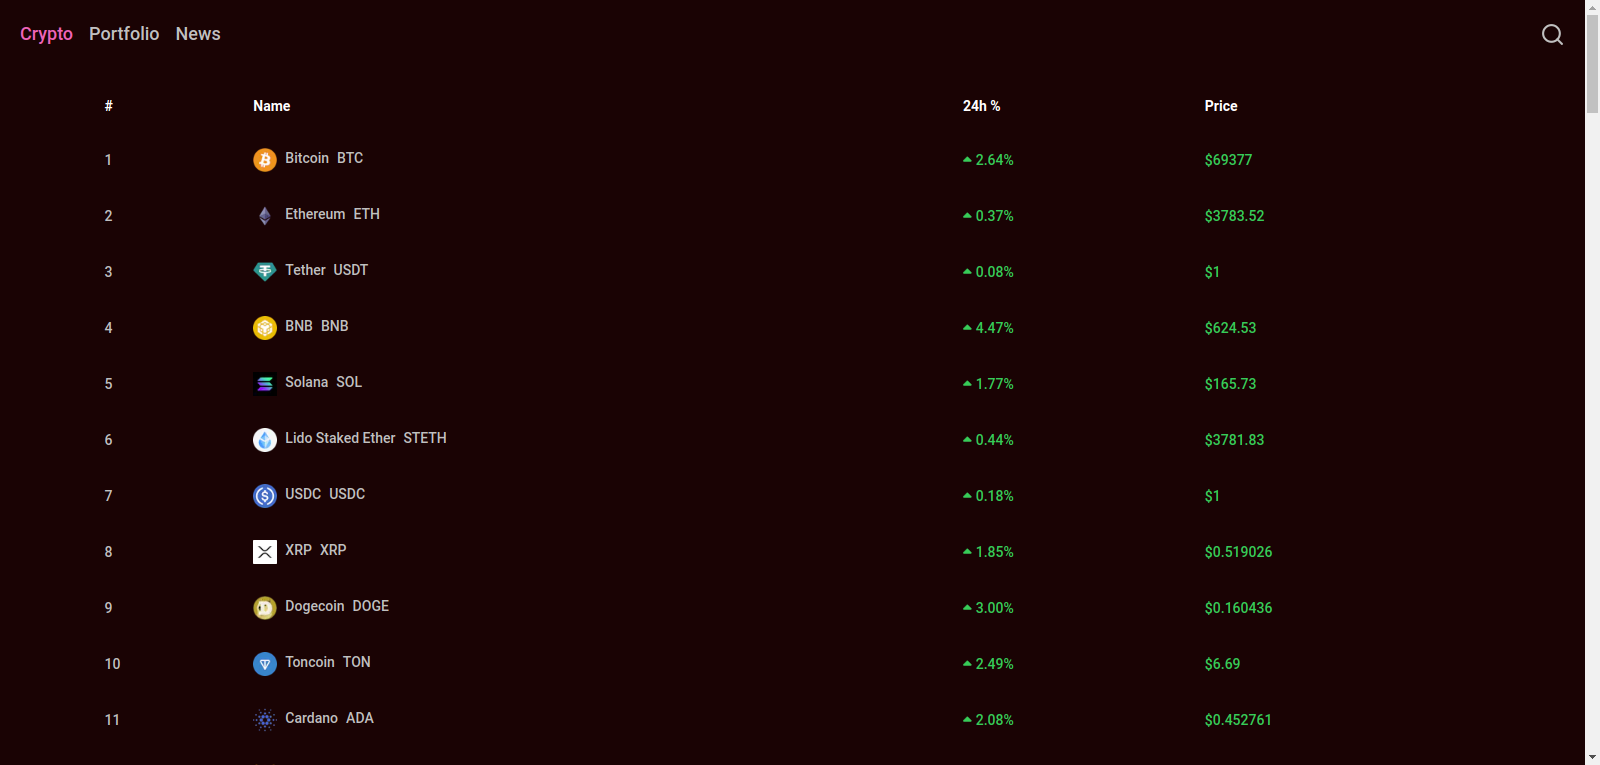 Crypto Portfolio News
# Name 24h % Price
1 Bitcoin BTC 2.64% $69377
2 Ethereum ETH 0.37% $3783.52
3 Tether USDT 0.08% $1
4 BNB BNB 4.47% $624.53
5 Solana SOL 1.77% $165.73
6 Lido Staked Ether STETH 0.44% $3781.83
7 USDC USDC 0.18% $1
8 XRP XRP 1.85% $0.519026
9 Dogecoin DOGE 3.00% $0.160436
10 Toncoin TON 2.49% $6.69
11 Cardano ADA 2.08% $0.452761